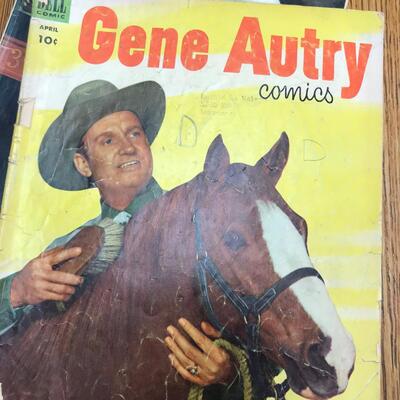 DELL
COMIC
APRIL
10¢
Gene Autry
comics
D D